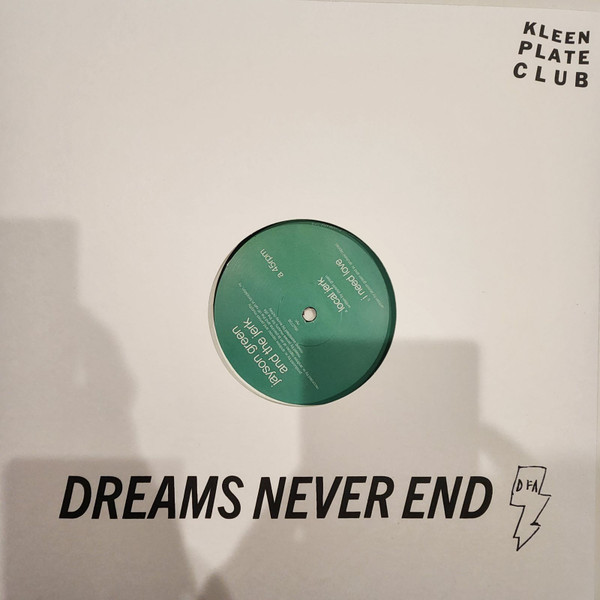 KLEEN
PLATE
CLUB
a 45rpm
local jerk
i need love
jayson green
and the jerk
DREAMS NEVER END
DFA